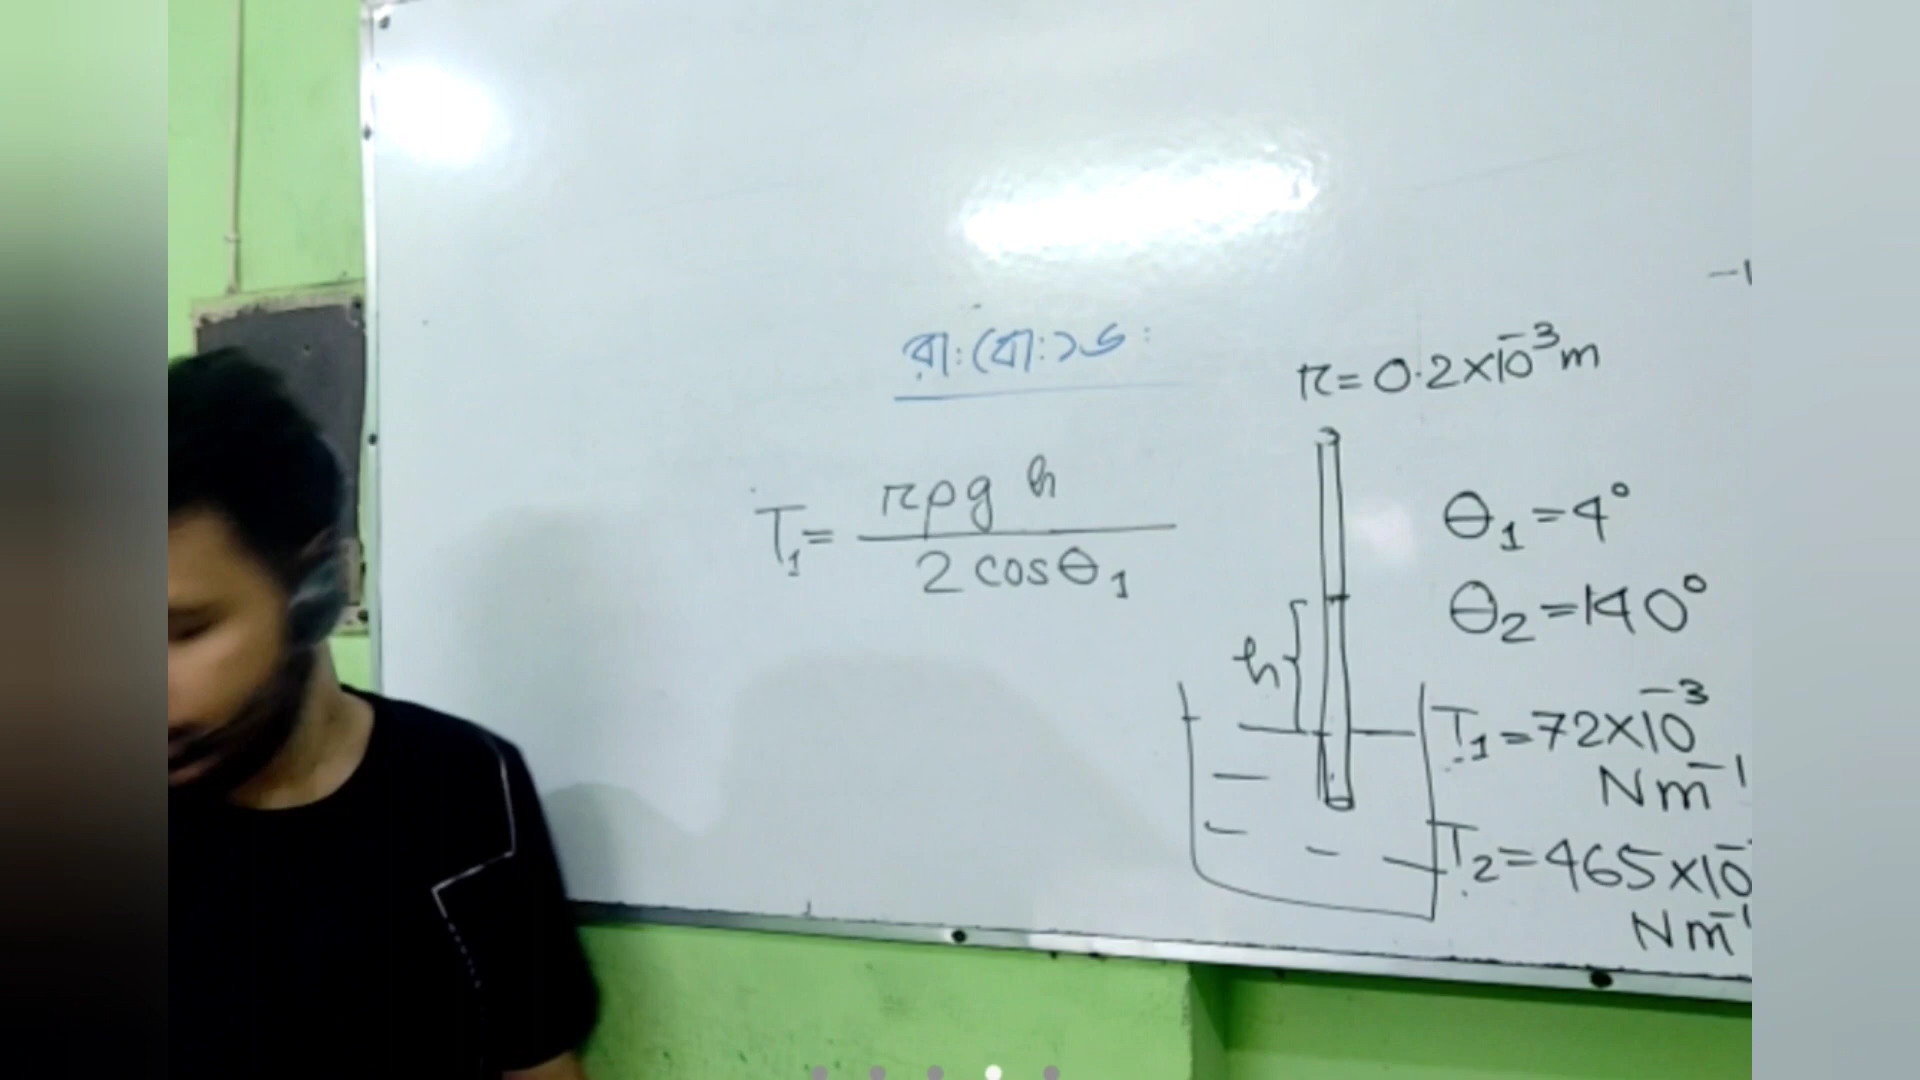 রা:বো:১৬:
r = 0.2×10⁻³m
T₁ = rρgh / 2cosθ₁
θ₁ = 4°
θ₂ = 140°
h
T₁ = 72×10⁻³
Nm⁻¹
T₂ = 465×10⁻
Nm⁻¹